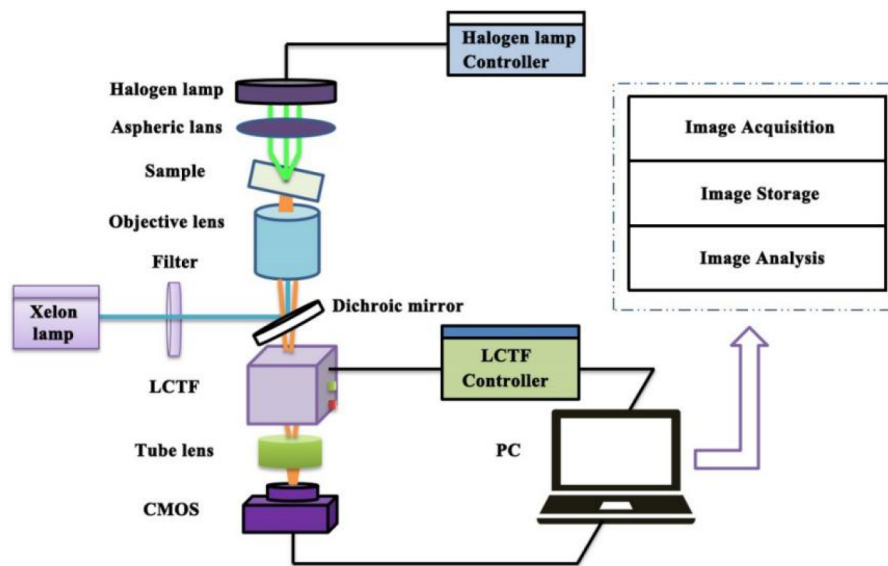 Halogen lamp
Controller
Halogen lamp
Aspheric lans
Sample
Objective lens
Filter
Xelon
lamp
Dichroic mirror
LCTF
LCTF
Controller
Tube lens
PC
CMOS
Image Acquisition
Image Storage
Image Analysis